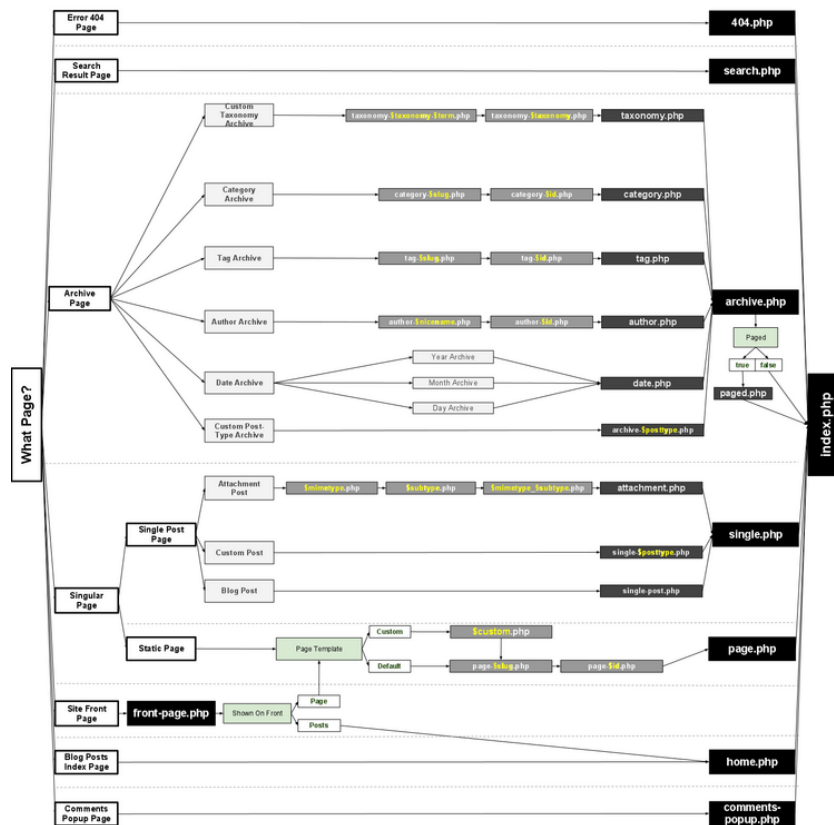 Error 404
Page
404.php
Search
Result Page
search.php
Custom
Taxonomy
Archive
taxonomy-$taxonomy-$term.php
taxonomy-$taxonomy.php
taxonomy.php
Category
Archive
category-$slug.php
category-$id.php
category.php
Tag Archive
tag-$slug.php
tag-$id.php
tag.php
Archive
Page
archive.php
Author Archive
author-$nicename.php
author-$id.php
author.php
Paged
true
false
paged.php
Date Archive
Year Archive
Month Archive
Day Archive
date.php
Custom Post-
Type Archive
archive-$posttype.php
What Page?
index.php
Attachment
Post
$mimetype.php
$subtype.php
$mimetype_$subtype.php
attachment.php
Single Post
Page
single.php
Custom Post
single-$posttype.php
Blog Post
single-post.php
Singular
Page
Static Page
Page Template
Custom
$custom.php
Default
page-$slug.php
page-$id.php
page.php
Site Front
Page
front-page.php
Shown On Front
Page
Posts
Blog Posts
Index Page
home.php
Comments
Popup Page
comments-
popup.php